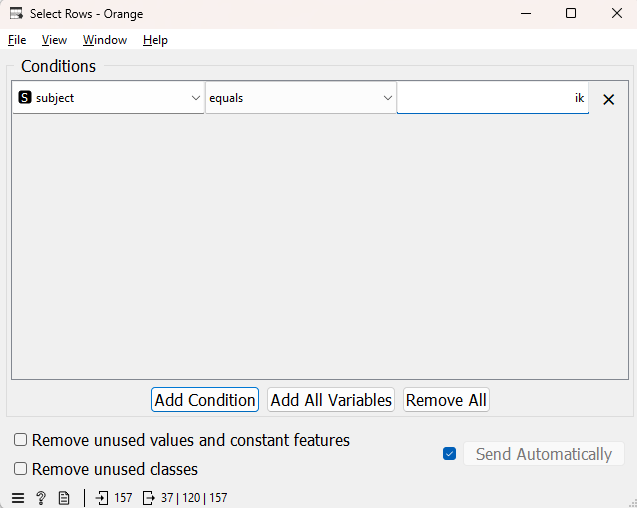 Select Rows - Orange
File View Window Help
Conditions
S subject equals ik
Add Condition Add All Variables Remove All
Remove unused values and constant features
Send Automatically
Remove unused classes
? 157 37 | 120 | 157